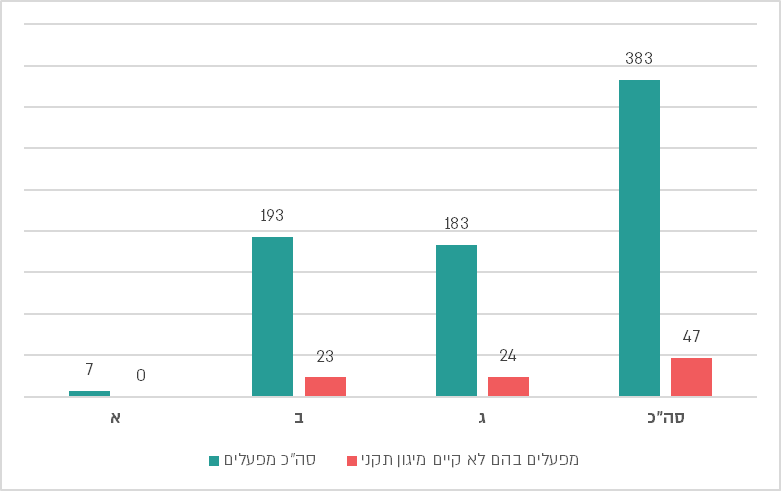 383
193
183
47
7
0
23
24
א
ב
ג
סה"כ
סה"כ מפעלים
מפעלים בהם לא קיים מיגון תקני